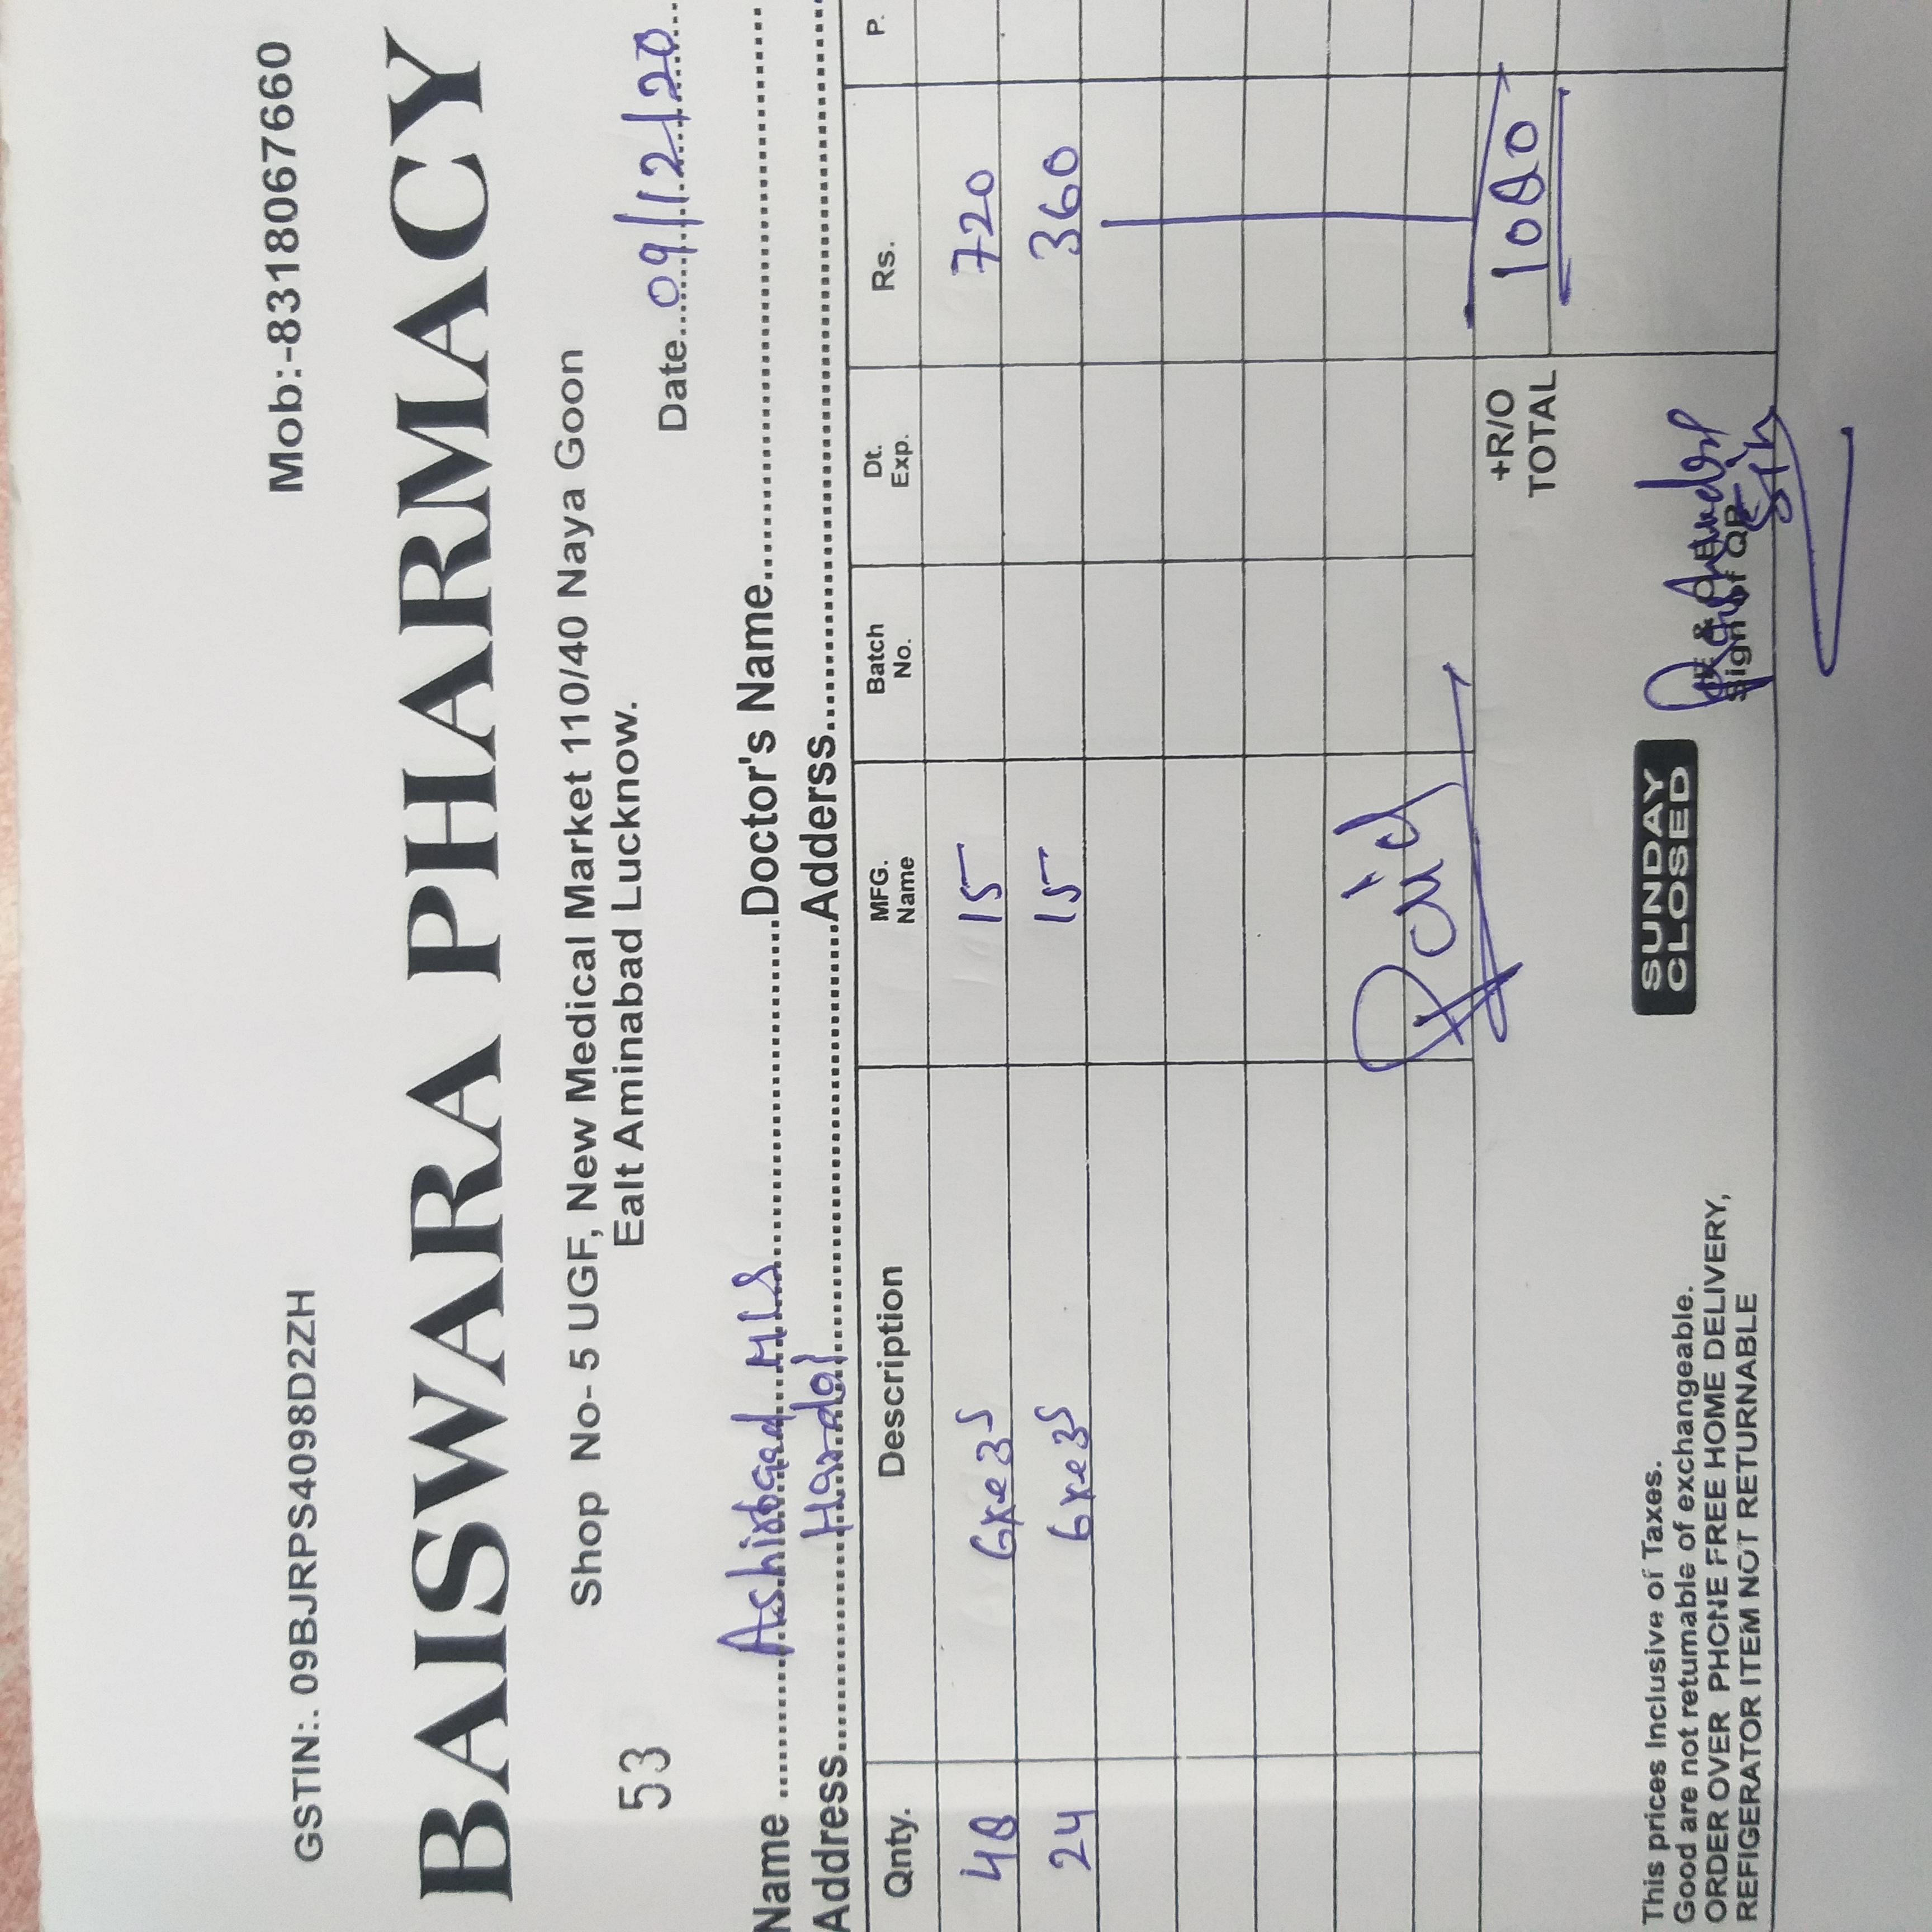 GSTIN:. 09BJRPS4098D2ZH Mob:-8318067660
BAISWARA PHARMACY
Shop No- 5 UGF, New Medical Market 110/40 Naya Goon
Ealt Aminabad Lucknow.
53 Date 09/12/20
Name Ashirbaad MLS Doctor's Name
Address Hardoi Adderss
Qnty. Description MFG. Name Batch No. Dt. Exp. Rs. P.
48 6xe35 15 720
24 6xe35 15 360
Paid
+R/O
TOTAL 1080
This prices Inclusive of Taxes.
Good are not returnable of exchangeable.
ORDER OVER PHONE FREE HOME DELIVERY,
REFIGERATOR ITEM NOT RETURNABLE
SUNDAY
CLOSED
E & O E
Sign of QP